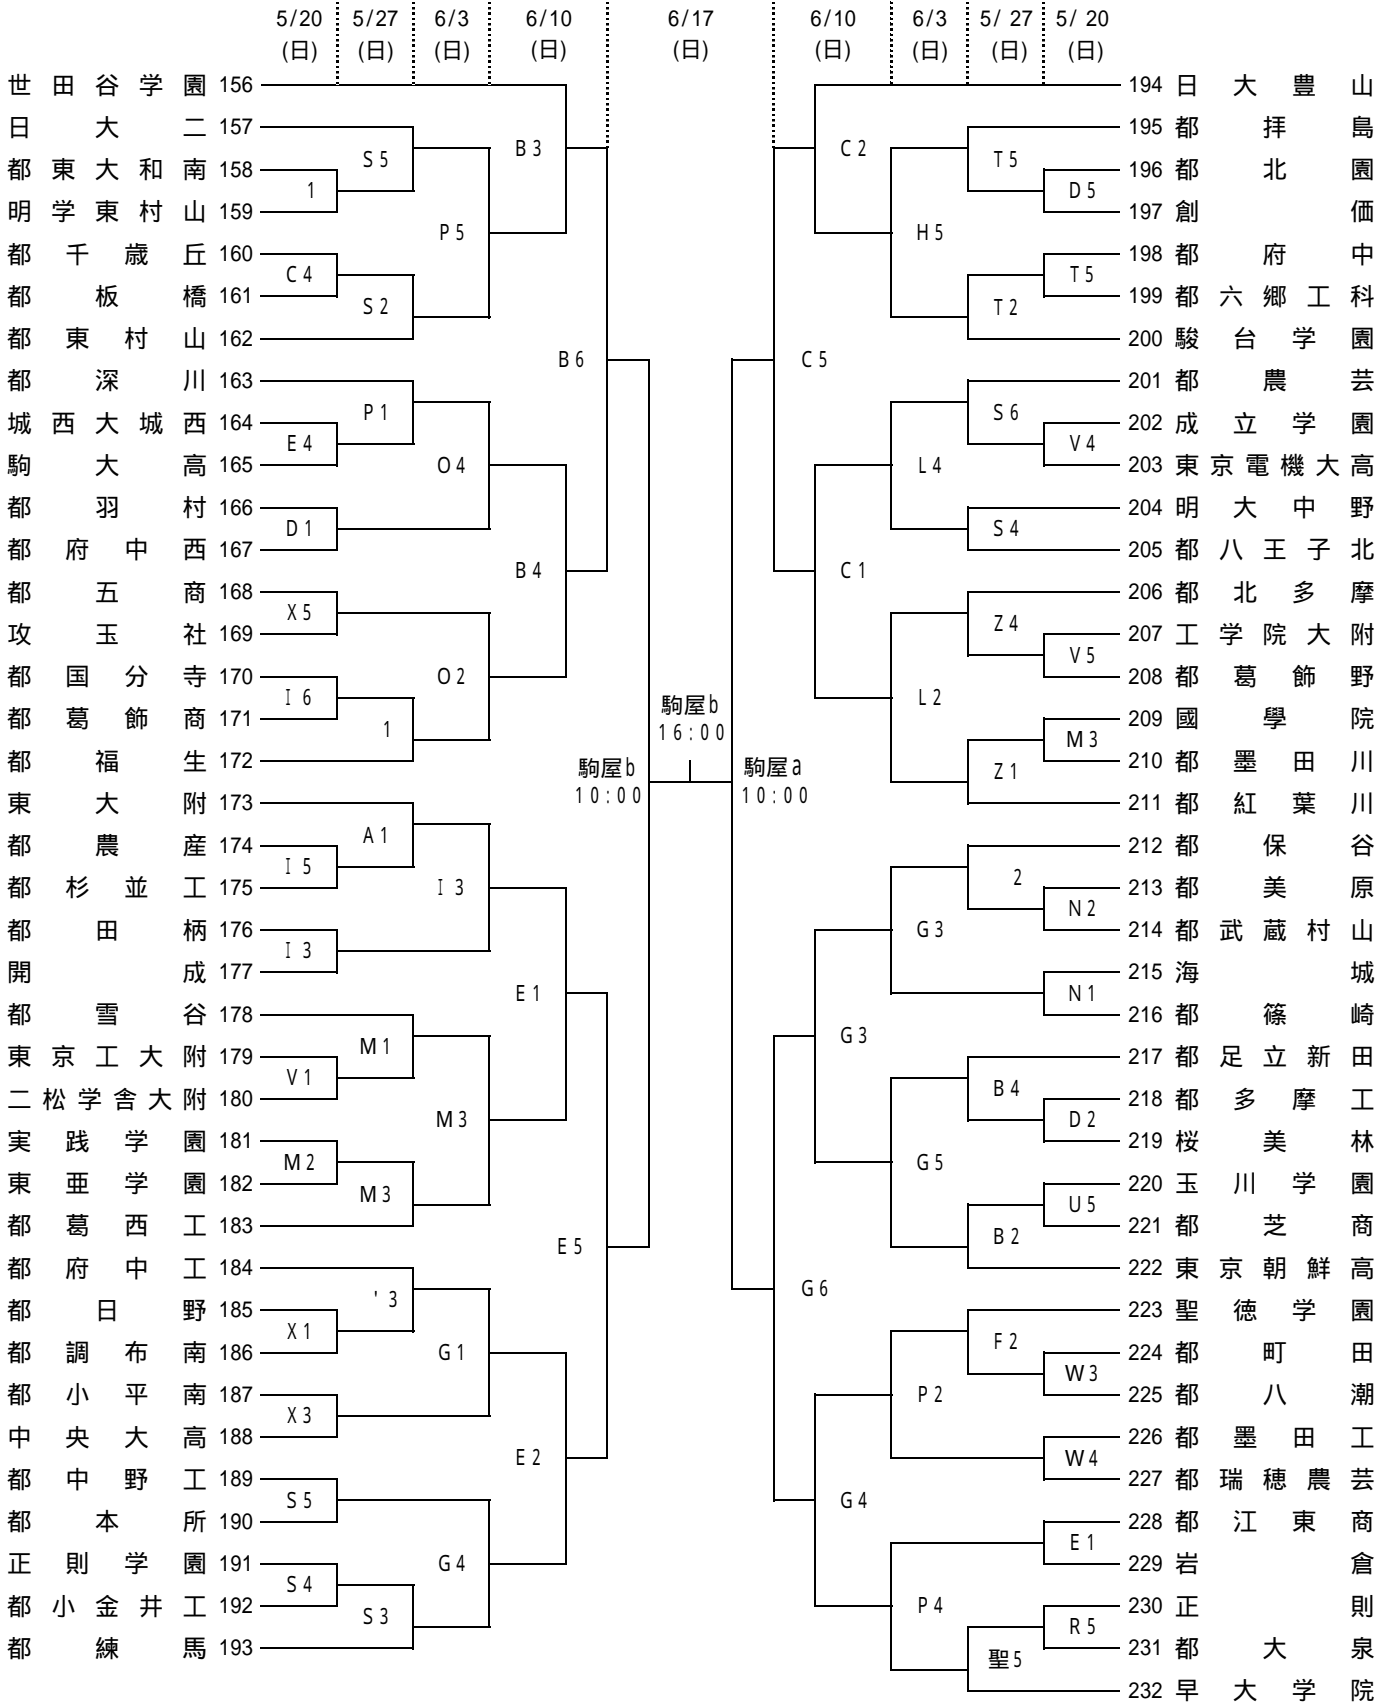 5/20 5/27 6/3 6/10 6/17 6/10 6/3 5/ 27 5/ 20
(日) (日) (日) (日) (日) (日) (日) (日) (日)
世田谷学園 156 194 日大豊山
日大二 157 195 都拝島
B3 C2
S5 T5
都東大和南 158 196 都北園
1 D5
明学東村山 159 197 創価
P5 H5
都千歳丘 160 198 都府中
C4 T5
都板橋 161 199 都六郷工科
S2 T2
都東村山 162 200 駿台学園
B6 C5
都深川 163 201 都農芸
P1 S6
城西大城西 164 202 成立学園
E4 V4
駒大高 165 O4 L4 203 東京電機大高
都羽村 166 204 明大中野
D1 S4
都府中西 167 205 都八王子北
B4 C1
都五商 168 206 都北多摩
X5 Z4
攻玉社 169 207 工学院大附
V5
都国分寺 170 O2 208 都葛飾野
I6 L2
都葛飾商 171 209 國學院
1 駒屋b 16:00 M3
都福生 172 210 都墨田川
駒屋b 10:00 駒屋a 10:00 Z1
東大附 173 211 都紅葉川
A1
都農産 174 212 都保谷
I5 2
都杉並工 175 I3 213 都美原
N2
都田柄 176 G3 214 都武蔵村山
I3
開成 177 215 海城
E1 N1
都雪谷 178 216 都篠崎
M1 G3
東京工大附 179 217 都足立新田
V1 B4
二松学舎大附 180 218 都多摩工
M3 D2
実践学園 181 219 桜美林
M2 G5
東亜学園 182 220 玉川学園
M3 U5
都葛西工 183 221 都芝商
E5 B2
都府中工 184 222 東京朝鮮高
'3 G6
都日野 185 223 聖徳学園
X1 F2
都調布南 186 G1 224 都町田
W3
都小平南 187 P2 225 都八潮
X3
中央大高 188 226 都墨田工
E2 W4
都中野工 189 227 都瑞穂農芸
S5 G4
都本所 190 228 都江東商
E1
正則学園 191 G4 229 岩倉
S4
都小金井工 192 P4 230 正則
S3 R5
都練馬 193 231 都大泉
聖5
232 早大学院